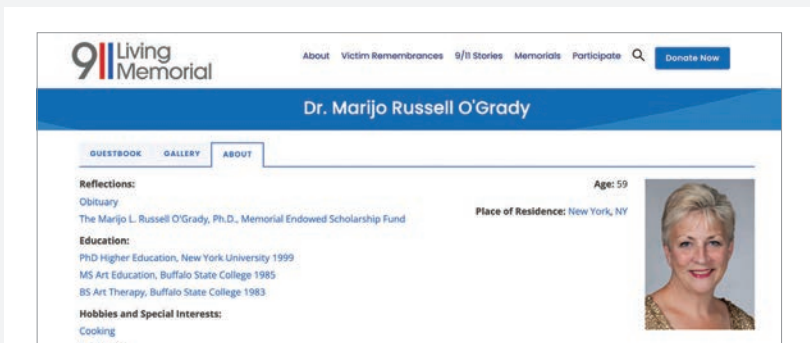 9/11 Living Memorial
About Victim Remembrances 9/11 Stories Memorials Participate Donate Now
Dr. Marijo Russell O'Grady
GUESTBOOK GALLERY ABOUT
Reflections:
Obituary
The Marijo L. Russell O'Grady, Ph.D., Memorial Endowed Scholarship Fund
Education:
PhD Higher Education, New York University 1999
MS Art Education, Buffalo State College 1985
BS Art Therapy, Buffalo State College 1983
Hobbies and Special Interests:
Cooking
Age: 59
Place of Residence: New York, NY